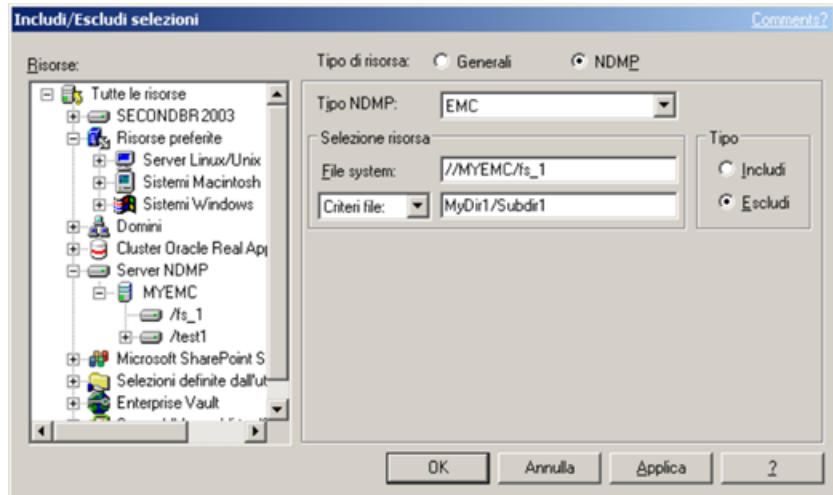 Includi/Escludi selezioni Comments?
Risorse:
Tutte le risorse
SECONDBR2003
Risorse preferite
Server Linux/Unix
Sistemi Macintosh
Sistemi Windows
Domini
Cluster Oracle Real App
Server NDMP
MYEMC
/fs_1
/test1
Microsoft SharePoint S
Selezioni definite dall'ut
Enterprise Vault
Tipo di risorsa: Generali NDMP
Tipo NDMP: EMC
Selezione risorsa
File system: //MYEMC/fs_1
Criteri file: MyDir1/Subdir1
Tipo
Includi
Escludi
OK Annulla Applica ?